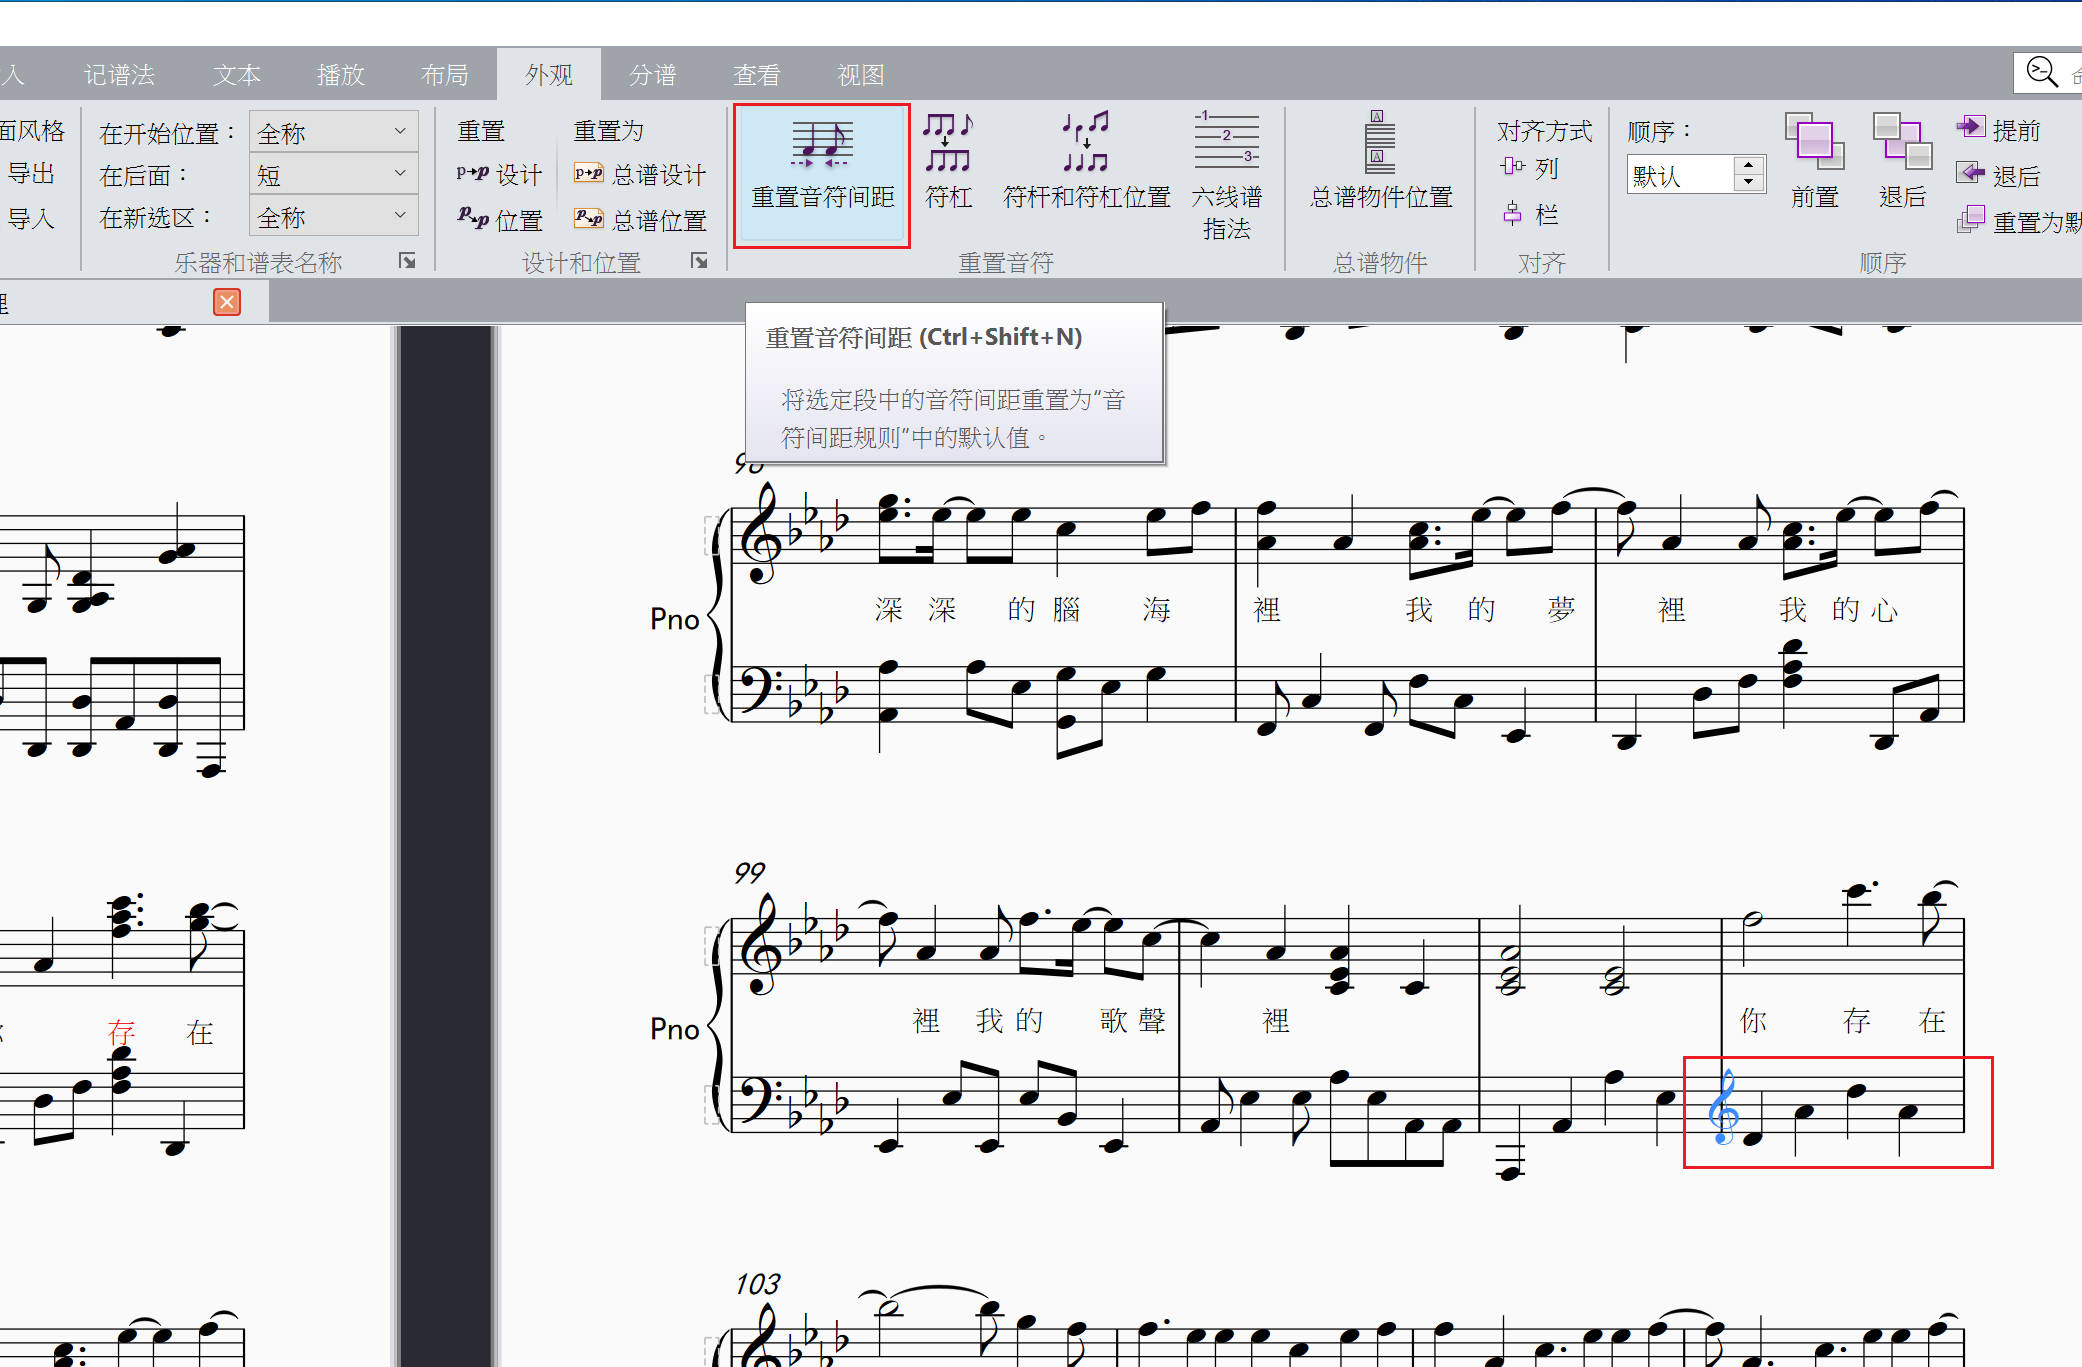 入 记谱法 文本 播放 布局 外观 分谱 查看 视图
面风格 在开始位置： 全称 重置 重置为 对齐方式 顺序： 提前
导出 在后面： 短 设计 总谱设计 列 默认 退后
导入 在新选区： 全称 位置 总谱位置 栏 重置为默
重置音符间距 符杠 符杆和符杠位置 六线谱 指法 总谱物件位置 前置 退后
乐器和谱表名称 设计和位置 重置音符 总谱物件 对齐 顺序
重置音符间距 (Ctrl+Shift+N)
将选定段中的音符间距重置为“音
符间距规则”中的默认值。
深 深 的 腦 海 裡 我 的 夢 裡 我 的 心
Pno
99
裡 我 的 歌 聲 裡 你 存 在
Pno
存 在
103